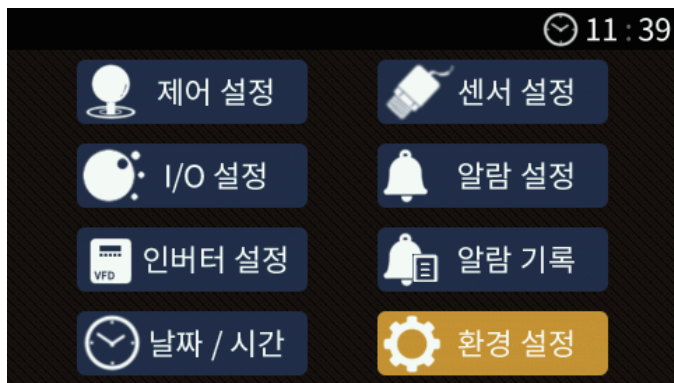 11 : 39
제어 설정
센서 설정
I/O 설정
알람 설정
VFD
인버터 설정
알람 기록
날짜 / 시간
환경 설정